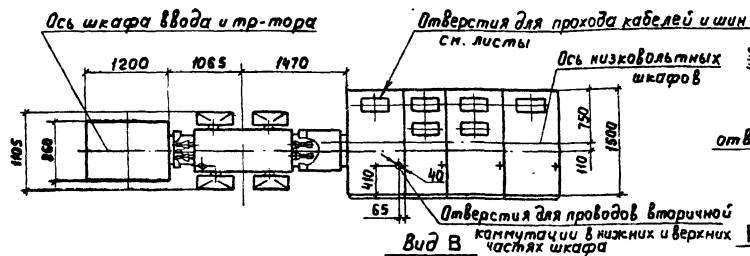 Ось шкафа ввода и тр-тора
Отверстия для прохода кабелей и шин
см. листы
Ось низковольтных
шкафов
1200
1065
1470
1105
860
750
110
1500
отв
410
40
65
Отверстия для проводов вторичной
коммутации в нижних и верхних
частях шкафа
Вид В